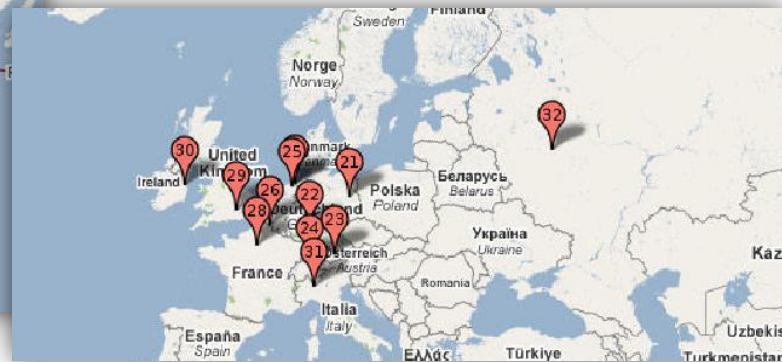 Sweden
Finland
Norge
Norway
32
30
United
Kingdom
25
Danmark
21
Ireland
29
26
22
Polska
Poland
Беларусь
Belarus
28
Deutschland
23
24
Україна
Ukraine
31
Österreich
Austria
France
Каз
Romania
Italia
Italy
España
Spain
Ελλάς
Türkiye
Uzbekis
Turkmenistan